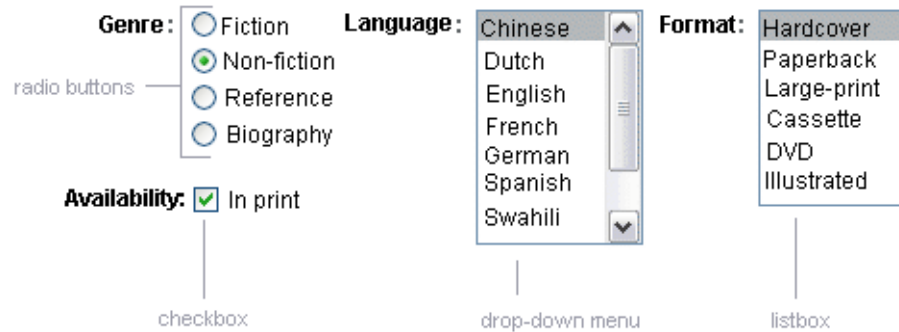 Genre:
Fiction
Non-fiction
Reference
Biography
radio buttons
Availability:
In print
checkbox
Language:
Chinese
Dutch
English
French
German
Spanish
Swahili
drop-down menu
Format:
Hardcover
Paperback
Large-print
Cassette
DVD
Illustrated
listbox